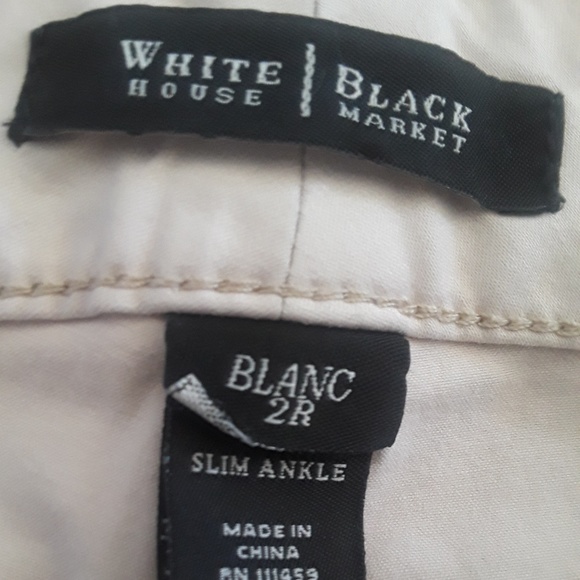 WHITE | BLACK
HOUSE MARKET
BLANC
2R
SLIM ANKLE
MADE IN
CHINA
RN 111459